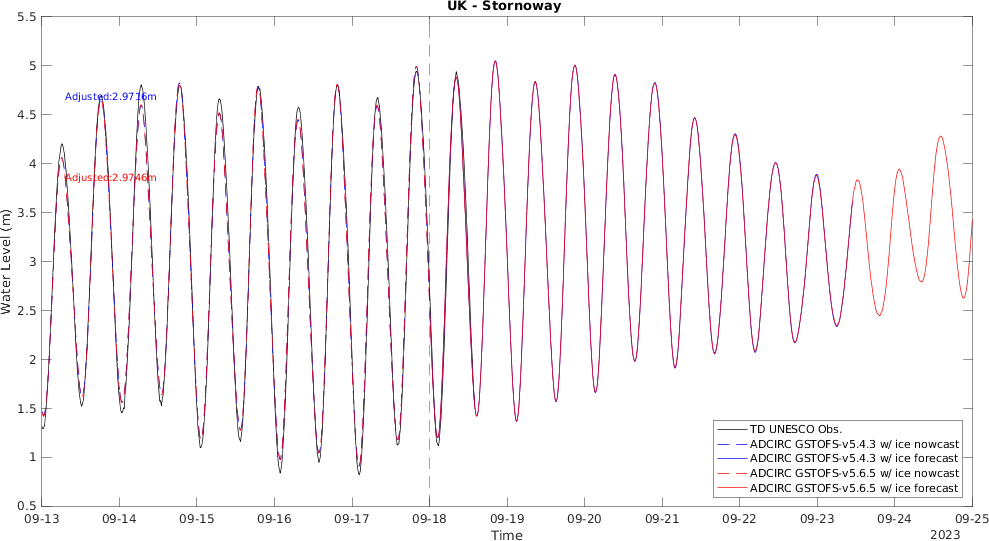 UK - Stornoway
5.5
5
4.5
4
3.5
3
2.5
2
1.5
1
0.5
Water Level (m)
Adjusted:2.9716m
Adjusted:2.9746m
TD UNESCO Obs.
ADCIRC GSTOFS-v5.4.3 w/ ice nowcast
ADCIRC GSTOFS-v5.4.3 w/ ice forecast
ADCIRC GSTOFS-v5.6.5 w/ ice nowcast
ADCIRC GSTOFS-v5.6.5 w/ ice forecast
09-13 09-14 09-15 09-16 09-17 09-18 09-19 09-20 09-21 09-22 09-23 09-24 09-25
Time
2023